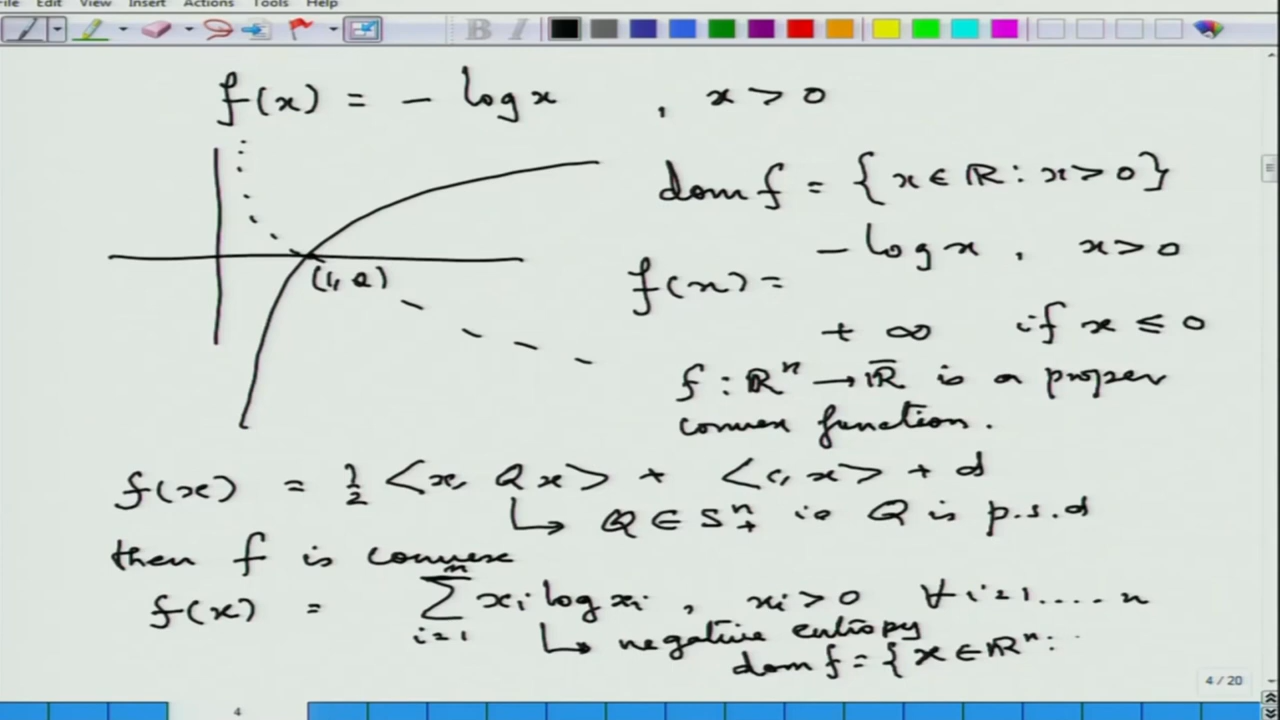 File Edit View Insert Actions Tools Help
B I
f(x) = - log x , x > 0
dom f = {x ∈ ℝ : x > 0}
f(x) = - log x , x > 0
+ ∞ if x ≤ 0
(1, 0)
f : ℝⁿ → ℝ̄ is a proper
convex function.
f(x) = 1/2 <x, Qx> + <c, x> + d
↳ Q ∈ Sⁿ₊ ie Q is p.s.d
then f is convex
f(x) = ∑ⁿᵢ₌₁ xᵢ log xᵢ , xᵢ > 0 ∀ i=1....n
↳ negative entropy
dom f = {x ∈ ℝⁿ :
4 / 20
4